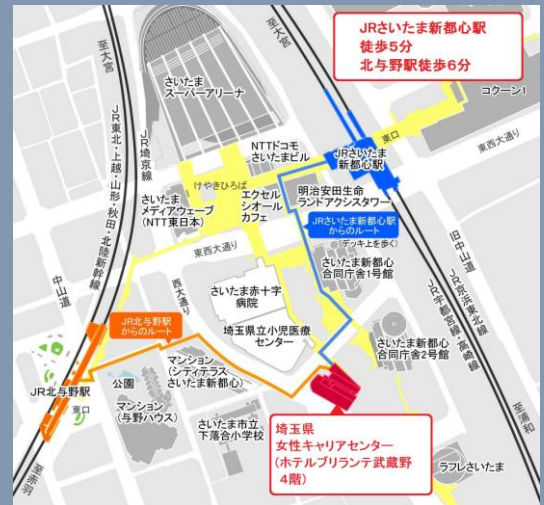 JRさいたま新都心駅
徒歩5分
北与野駅徒歩6分
至大宮
至大宮
さいたま
スーパーアリーナ
コクーン1
JR東北・上越・山形・秋田・北陸新幹線
JR埼京線
NTTドコモ
さいたまビル
東口
JRさいたま
新都心駅
東西大通り
けやきひろば
さいたま
メディアウェーブ
(NTT東日本)
エクセル
シオール
カフェ
明治安田生命
ランドアクシスタワー
JRさいたま新都心駅
からのルート
(デッキ上を歩く)
東西大通り
中山道
旧中山道
西大通り
さいたま赤十字
病院
さいたま新都心
合同庁舎1号館
JR京浜東北線
JR宇都宮線・高崎線
JR北与野駅
からのルート
埼玉県立小児医療
センター
さいたま新都心
合同庁舎2号館
JR北与野駅
東口
公園
マンション
(シティテラス
さいたま新都心)
マンション
(与野ハウス)
さいたま市立
下落合小学校
埼玉県
女性キャリアセンター
(ホテルブリランテ武蔵野
4階)
ラフレさいたま
至赤羽
至浦和